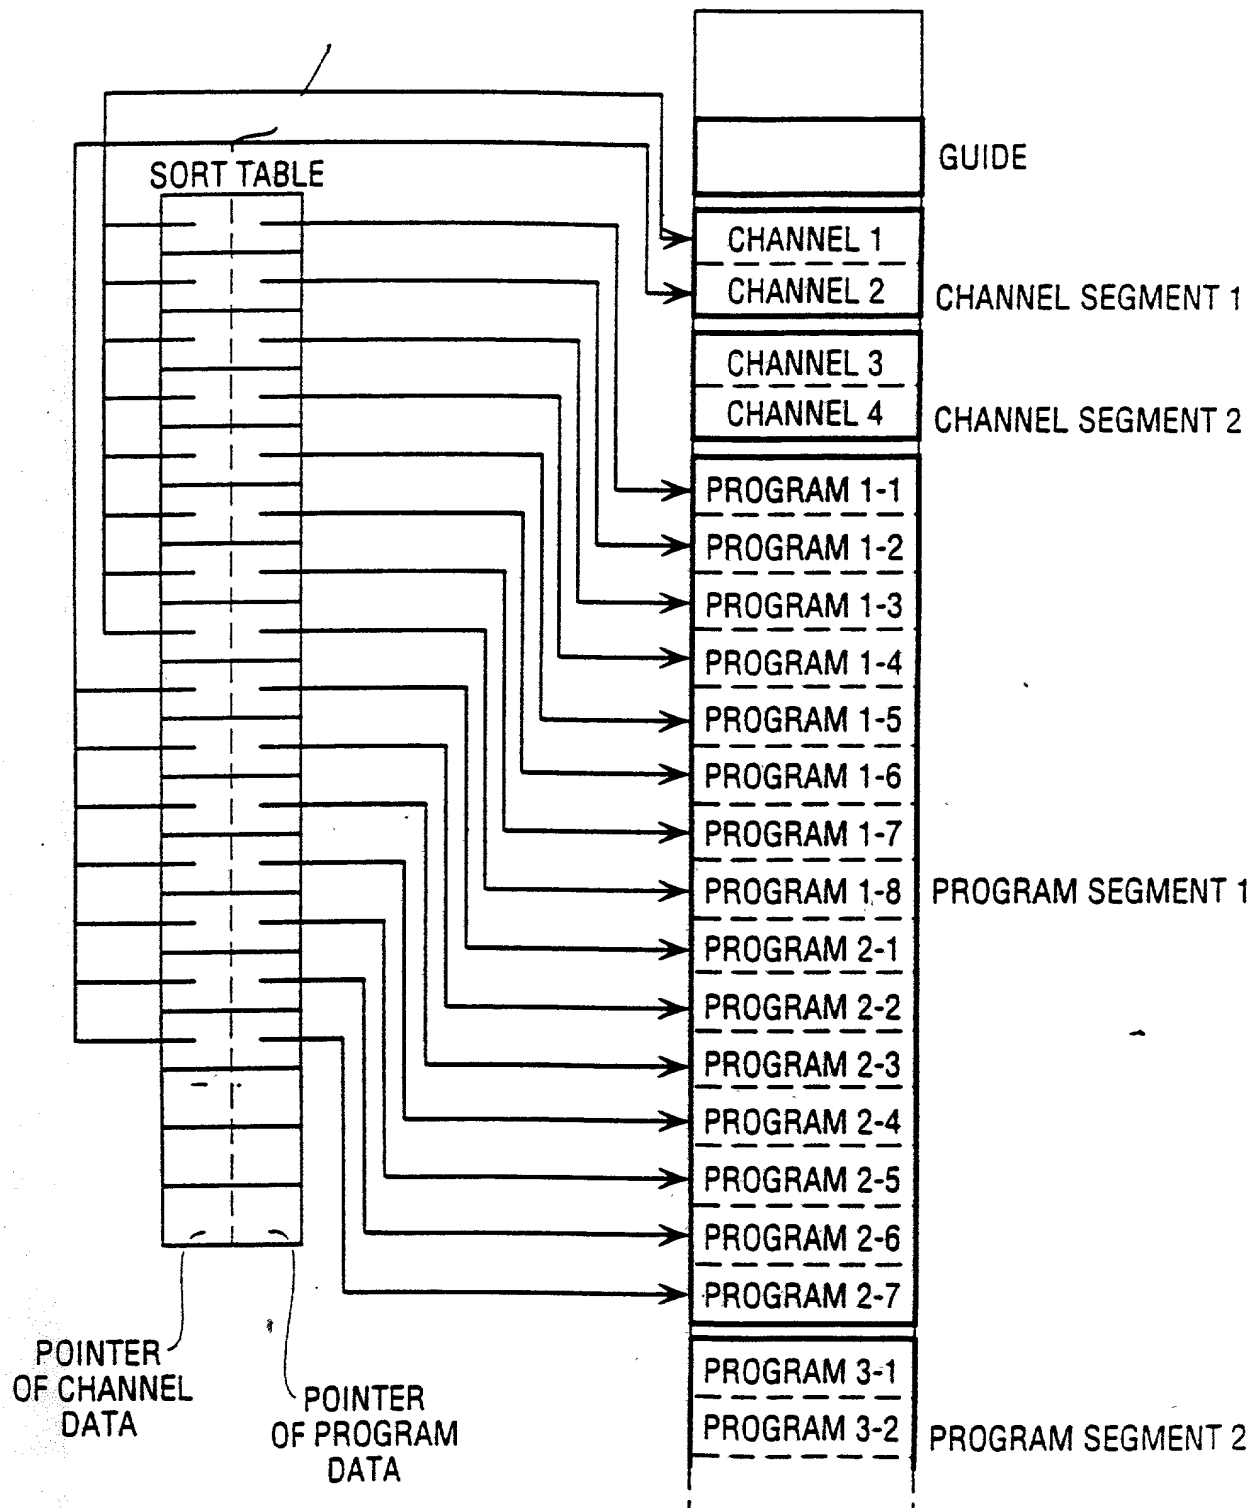 SORT TABLE
GUIDE
CHANNEL 1
CHANNEL 2
CHANNEL SEGMENT 1
CHANNEL 3
CHANNEL 4
CHANNEL SEGMENT 2
PROGRAM 1-1
PROGRAM 1-2
PROGRAM 1-3
PROGRAM 1-4
PROGRAM 1-5
PROGRAM 1-6
PROGRAM 1-7
PROGRAM 1-8
PROGRAM SEGMENT 1
PROGRAM 2-1
PROGRAM 2-2
PROGRAM 2-3
PROGRAM 2-4
PROGRAM 2-5
PROGRAM 2-6
PROGRAM 2-7
PROGRAM 3-1
PROGRAM 3-2
PROGRAM SEGMENT 2
POINTER
OF CHANNEL
DATA
POINTER
OF PROGRAM
DATA